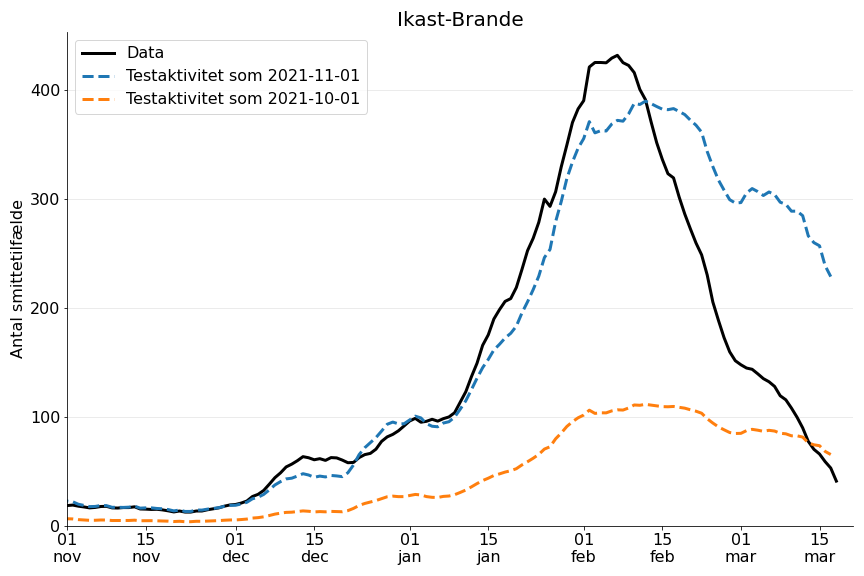 Ikast-Brande
Data
Testaktivitet som 2021-11-01
Testaktivitet som 2021-10-01
Antal smittetilfælde
400
300
200
100
0
01 15 01 15 01 15 01 15 01 15
nov nov dec dec jan jan feb feb mar mar